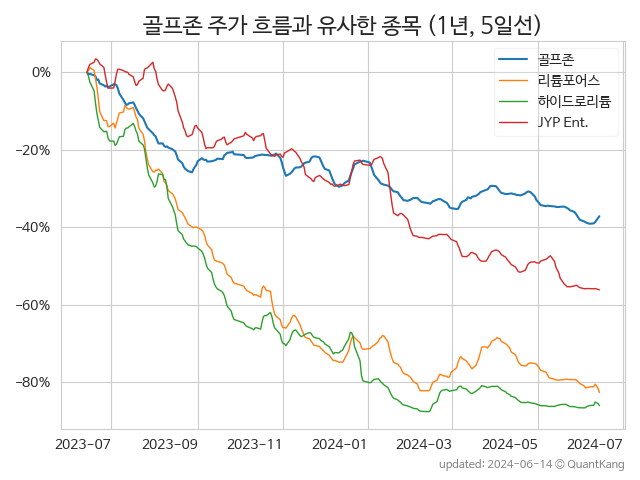 골프존 주가 흐름과 유사한 종목 (1년, 5일선)
골프존
리튬포어스
하이드로리튬
JYP Ent.
0%
−20%
−40%
−60%
−80%
2023-07 2023-09 2023-11 2024-01 2024-03 2024-05 2024-07
updated: 2024-06-14 © QuantKang